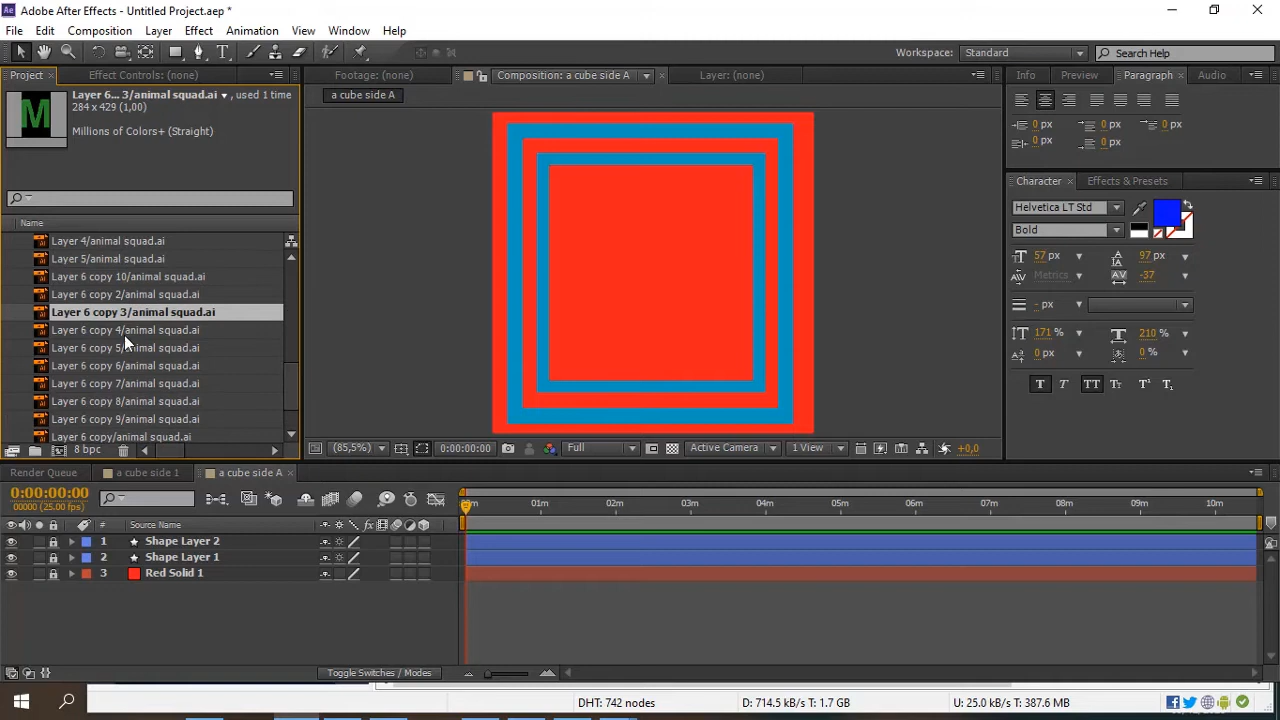 Ae Adobe After Effects - Untitled Project.aep *
File Edit Composition Layer Effect Animation View Window Help
Workspace: Standard Search Help
Project Effect Controls: (none) Footage: (none) Composition: a cube side A Layer: (none) Info Preview Paragraph Audio
Layer 6... 3/animal squad.ai , used 1 time
284 x 429 (1,00)
Millions of Colors+ (Straight)
M
a cube side A
0 px 0 px 0 px
0 px 0 px
Character Effects & Presets
Helvetica LT Std
Bold
57 px 97 px
Metrics -37
- px
171 % 210 %
0 px 0 %
T T TT Tr T' T,
Name
Layer 4/animal squad.ai
Layer 5/animal squad.ai
Layer 6 copy 10/animal squad.ai
Layer 6 copy 2/animal squad.ai
Layer 6 copy 3/animal squad.ai
Layer 6 copy 4/animal squad.ai
Layer 6 copy 5/animal squad.ai
Layer 6 copy 6/animal squad.ai
Layer 6 copy 7/animal squad.ai
Layer 6 copy 8/animal squad.ai
Layer 6 copy 9/animal squad.ai
Layer 6 copy/animal squad.ai
8 bpc (85,5%) 0:00:00:00 Full Active Camera 1 View +0,0
Render Queue a cube side 1 a cube side A
0:00:00:00
00000 (25.00 fps)
01m 02m 03m 04m 05m 06m 07m 08m 09m 10m
# Source Name fx
1 Shape Layer 2
2 Shape Layer 1
3 Red Solid 1
Toggle Switches / Modes
DHT: 742 nodes D: 714.5 kB/s T: 1.7 GB U: 25.0 kB/s T: 387.6 MB